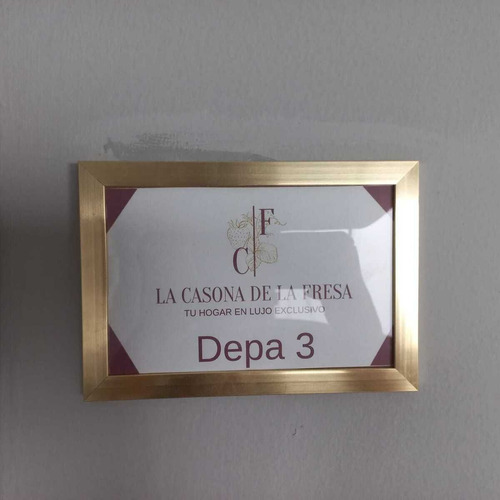 F
C
LA CASONA DE LA FRESA
TU HOGAR EN LUJO EXCLUSIVO
Depa 3